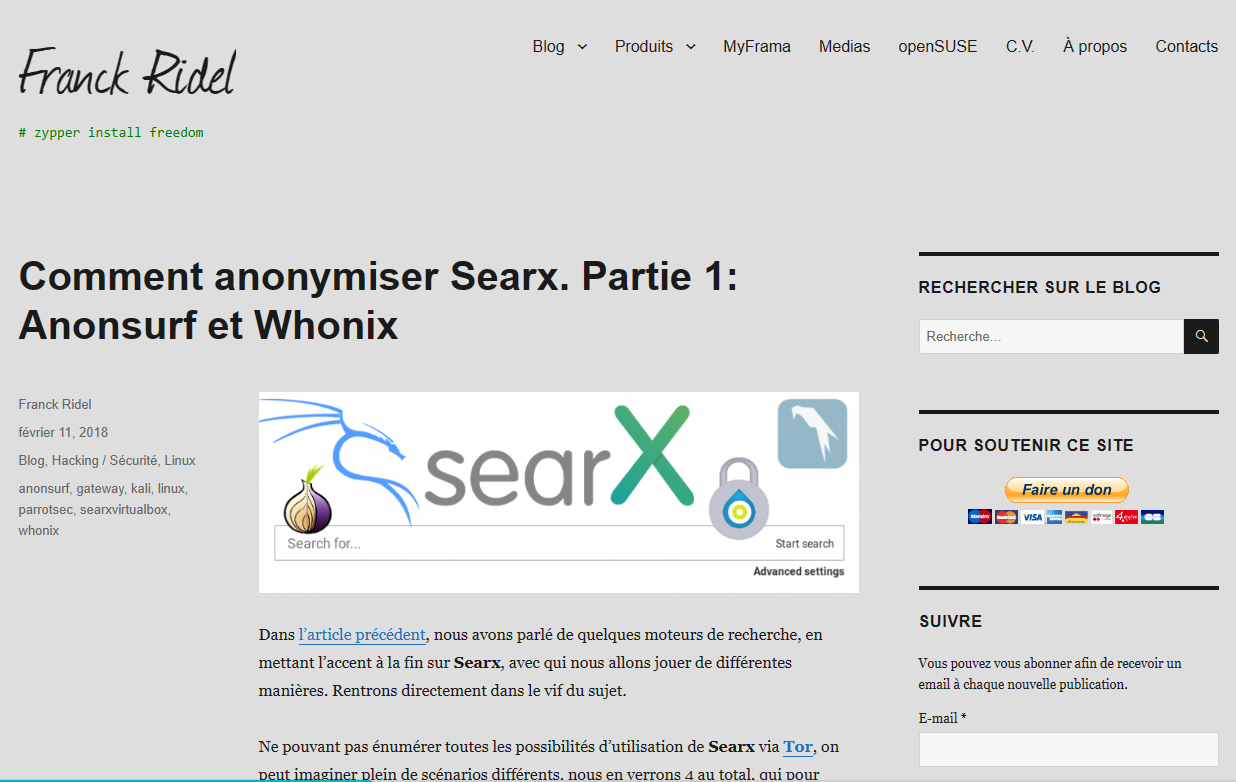 Franck Ridel
# zypper install freedom
Blog
Produits
MyFrama
Medias
openSUSE
C.V.
À propos
Contacts
Comment anonymiser Searx. Partie 1:
Anonsurf et Whonix
Franck Ridel
février 11, 2018
Blog, Hacking / Sécurité, Linux
anonsurf, gateway, kali, linux,
parrotsec, searxvirtualbox,
whonix
searX
Search for...
Start search
Advanced settings
Dans l’article précédent, nous avons parlé de quelques moteurs de recherche, en
mettant l’accent à la fin sur Searx, avec qui nous allons jouer de différentes
manières. Rentrons directement dans le vif du sujet.
Ne pouvant pas énumérer toutes les possibilités d’utilisation de Searx via Tor, on
peut imaginer plein de scénarios différents, nous en verrons 4 au total, qui pour
RECHERCHER SUR LE BLOG
Recherche…
POUR SOUTENIR CE SITE
Faire un don
VISA
SUIVRE
Vous pouvez vous abonner afin de recevoir un
email à chaque nouvelle publication.
E-mail *